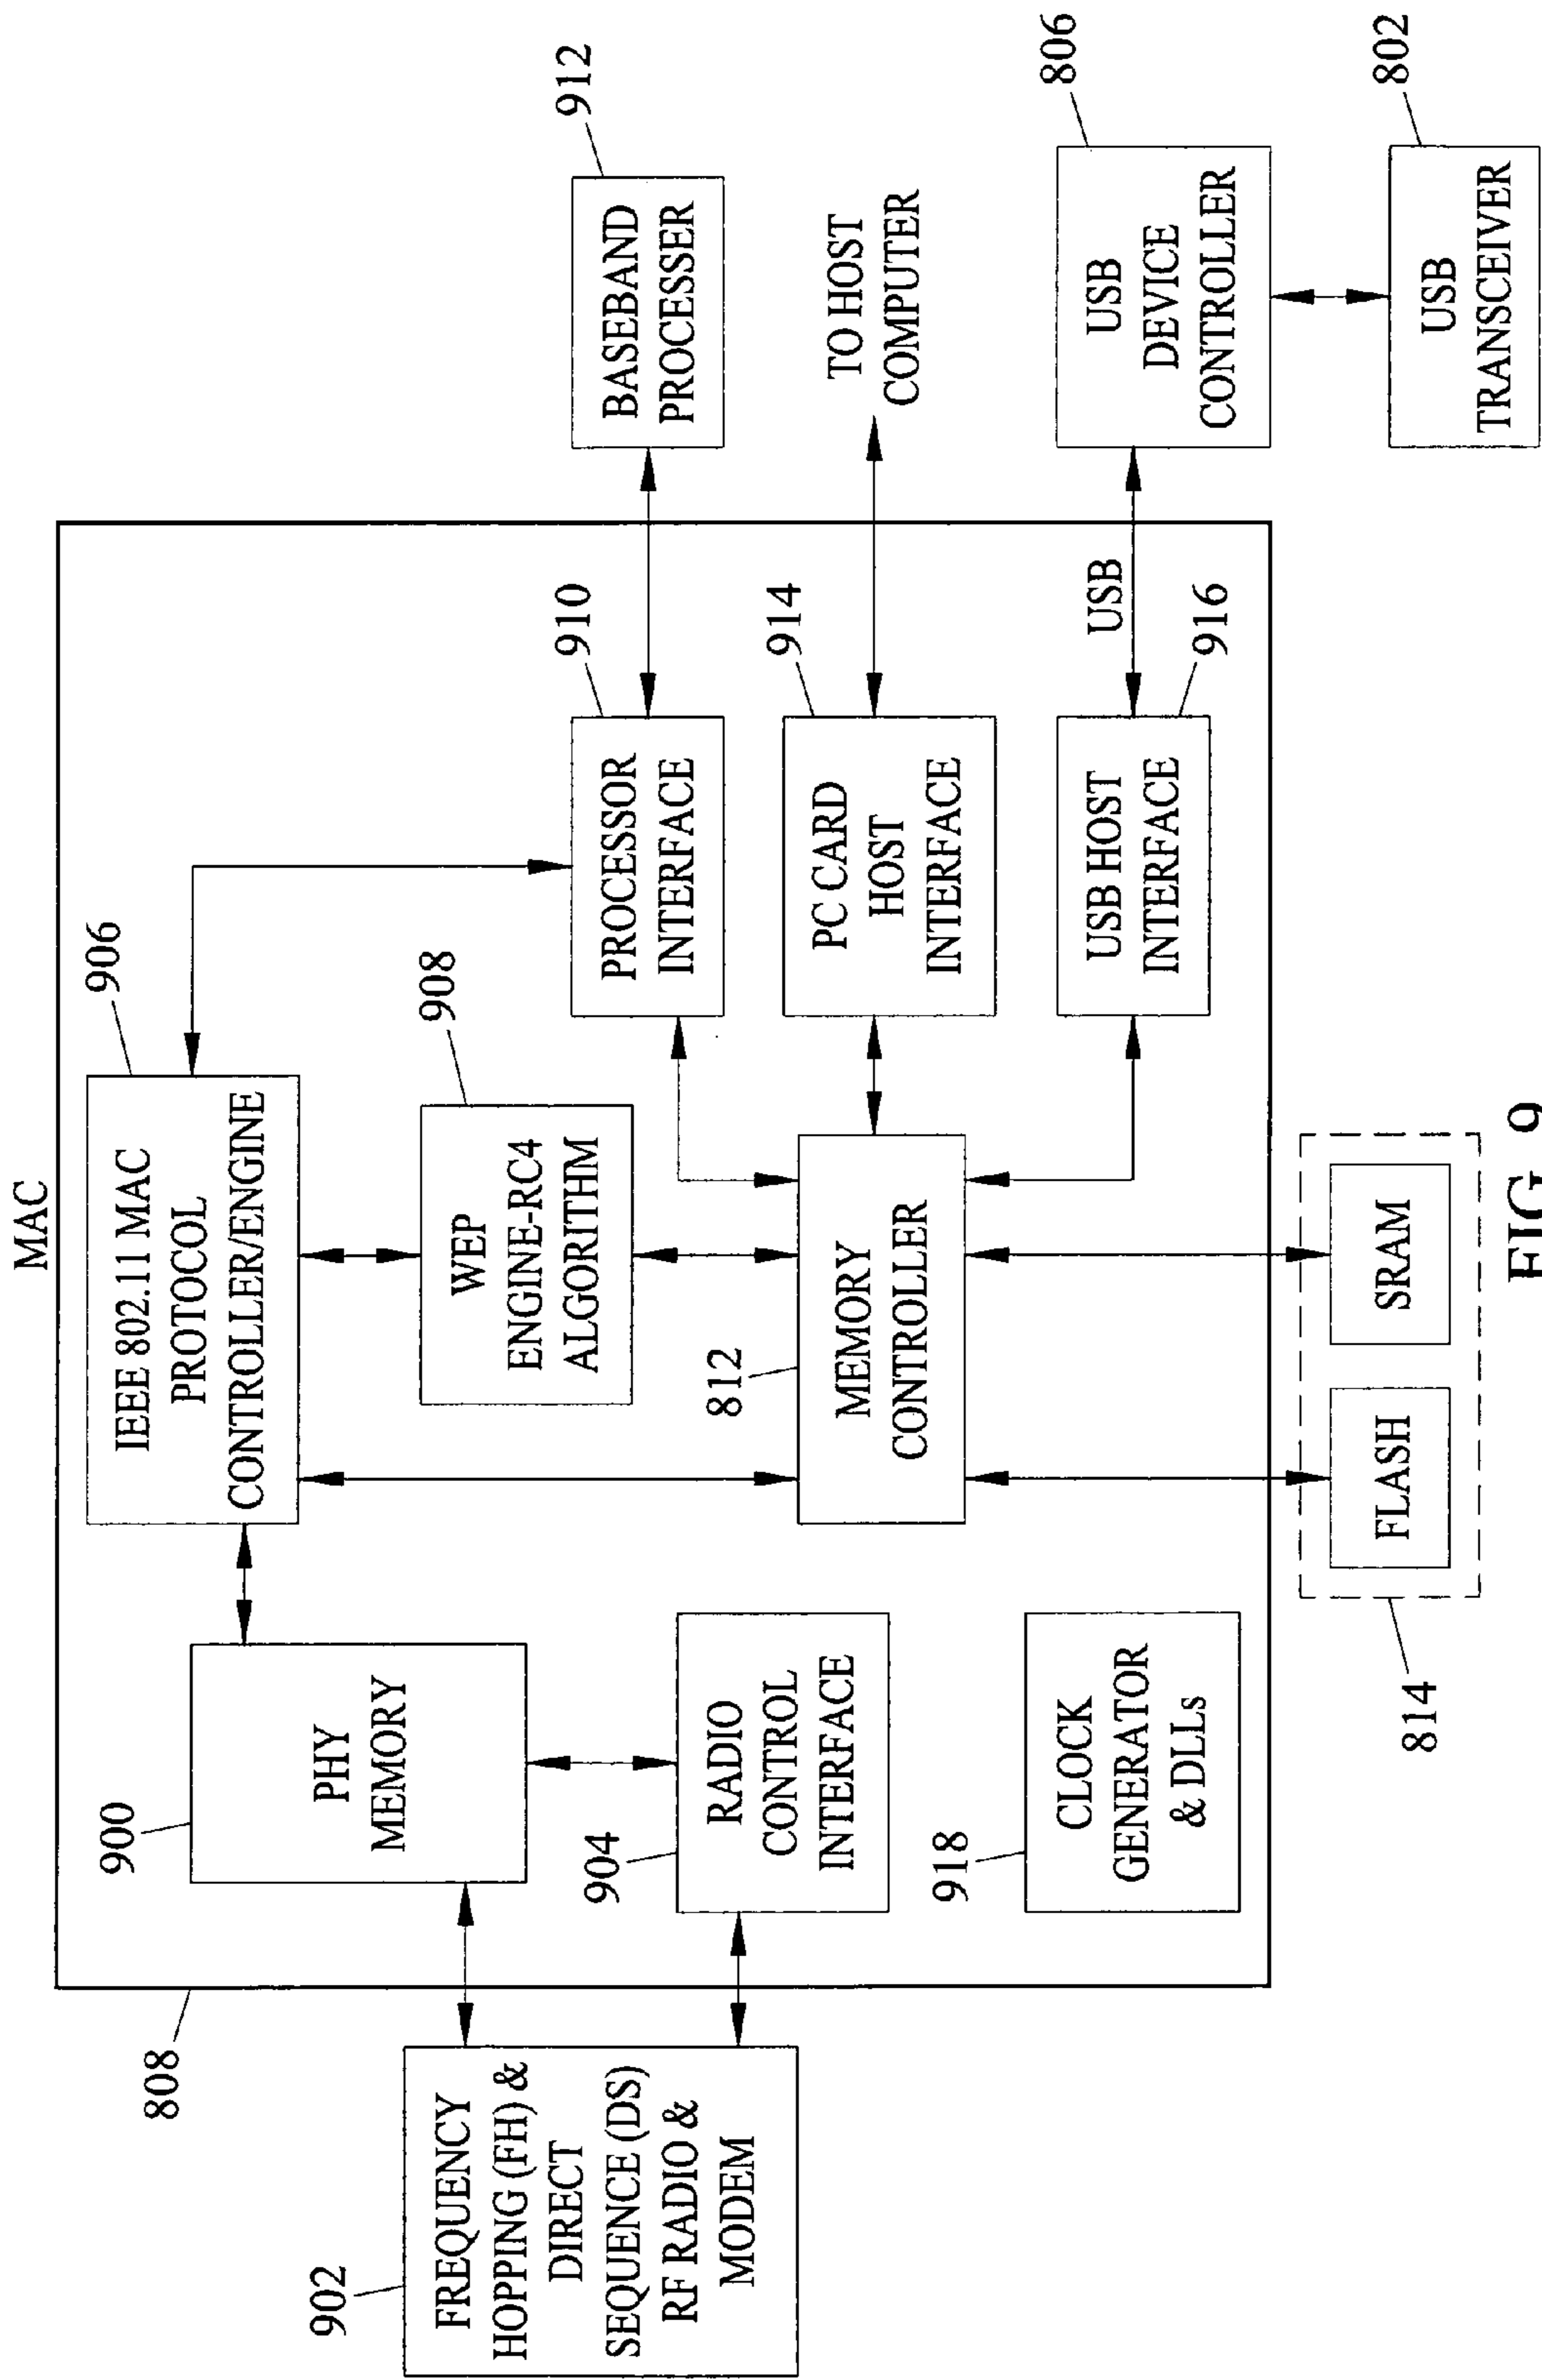 MAC
808
902
FREQUENCY
HOPPING (FH) &
DIRECT
SEQUENCE (DS)
RF RADIO &
MODEM
900
PHY
MEMORY
904
RADIO
CONTROL
INTERFACE
918
CLOCK
GENERATOR
& DLLs
906
IEEE 802.11 MAC
PROTOCOL
CONTROLLER/ENGINE
908
WEP
ENGINE-RC4
ALGORITHM
812
MEMORY
CONTROLLER
910
PROCESSOR
INTERFACE
914
PC CARD
HOST
INTERFACE
USB
USB HOST
INTERFACE
916
912
BASEBAND
PROCESSER
TO HOST
COMPUTER
806
USB
DEVICE
CONTROLLER
802
USB
TRANSCEIVER
814
FLASH
SRAM
FIG. 9